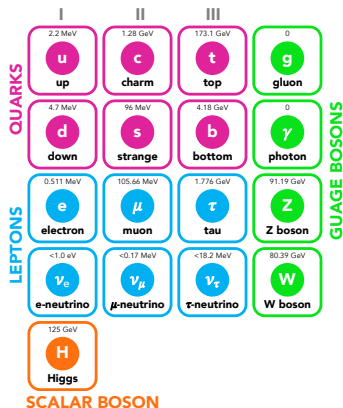 I II III
QUARKS
2.2 MeV 1.28 GeV 173.1 GeV 0
u c t g
up charm top gluon
4.7 MeV 96 MeV 4.18 GeV 0
d s b γ
down strange bottom photon
GUAGE BOSONS
LEPTONS
0.511 MeV 105.66 MeV 1.776 GeV 91.19 GeV
e μ τ Z
electron muon tau Z boson
<1.0 eV <0.17 MeV <18.2 MeV 80.39 GeV
νe νμ ντ W
e-neutrino μ-neutrino τ-neutrino W boson
125 GeV
H
Higgs
SCALAR BOSON